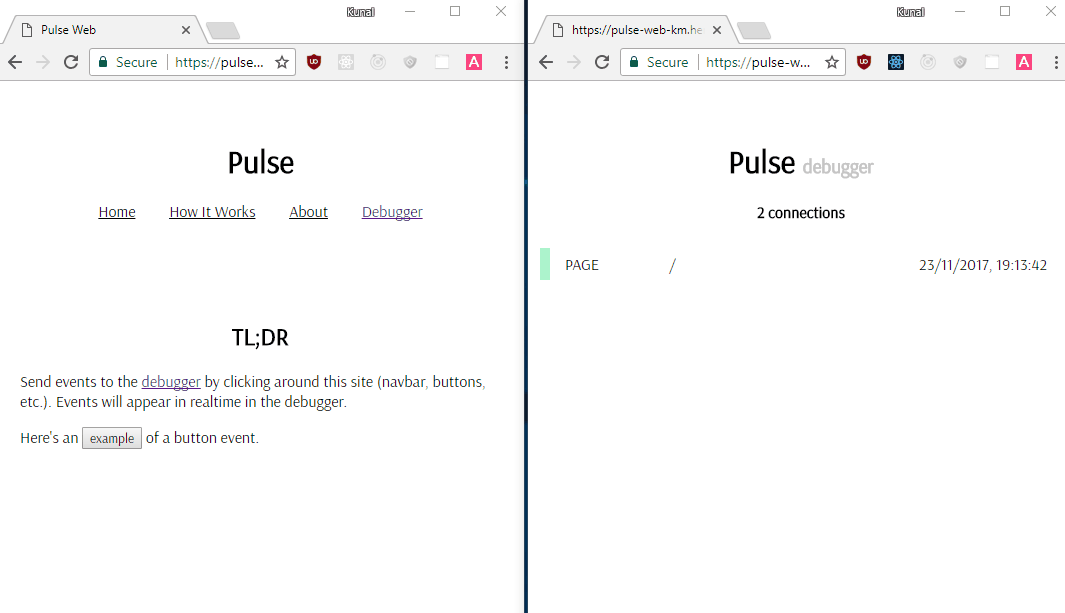 Kunal
Pulse Web
Secure https://pulse...
Pulse
Home How It Works About Debugger
TL;DR
Send events to the debugger by clicking around this site (navbar, buttons,
etc.). Events will appear in realtime in the debugger.
Here's an example of a button event.
Kunal
https://pulse-web-km.he
Secure https://pulse-w...
Pulse debugger
2 connections
PAGE / 23/11/2017, 19:13:42